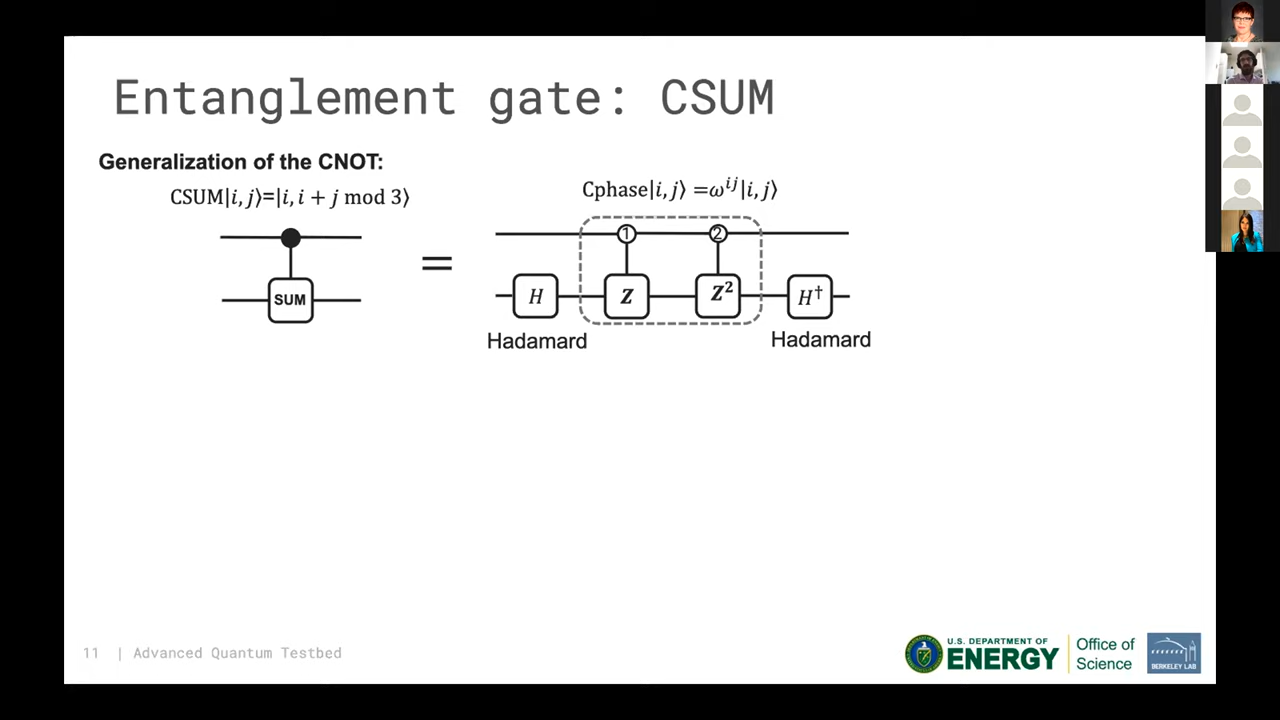 Entanglement gate: CSUM
Generalization of the CNOT:
CSUM|i, j⟩=|i, i + j mod 3⟩
Cphase|i, j⟩ =ω^{ij}|i, j⟩
SUM
=
1
2
H
Z
Z²
H†
Hadamard
Hadamard
11 | Advanced Quantum Testbed
U.S. DEPARTMENT OF
ENERGY
Office of
Science
BERKELEY LAB